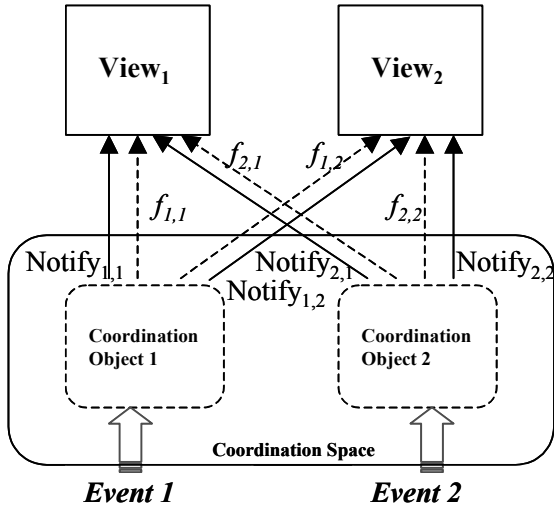 View1
View2
f2,1
f1,2
f1,1
f2,2
Notify1,1
Notify2,1
Notify2,2
Notify1,2
Coordination
Object 1
Coordination
Object 2
Coordination Space
Event 1
Event 2